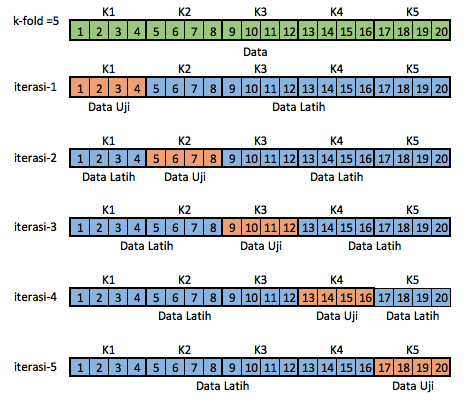 K1 K2 K3 K4 K5
k-fold =5 1 2 3 4 5 6 7 8 9 10 11 12 13 14 15 16 17 18 19 20
Data
K1 K2 K3 K4 K5
iterasi-1 1 2 3 4 5 6 7 8 9 10 11 12 13 14 15 16 17 18 19 20
Data Uji Data Latih
K1 K2 K3 K4 K5
iterasi-2 1 2 3 4 5 6 7 8 9 10 11 12 13 14 15 16 17 18 19 20
Data Latih Data Uji Data Latih
K1 K2 K3 K4 K5
iterasi-3 1 2 3 4 5 6 7 8 9 10 11 12 13 14 15 16 17 18 19 20
Data Latih Data Uji Data Latih
K1 K2 K3 K4 K5
iterasi-4 1 2 3 4 5 6 7 8 9 10 11 12 13 14 15 16 17 18 19 20
Data Latih Data Uji Data Latih
K1 K2 K3 K4 K5
iterasi-5 1 2 3 4 5 6 7 8 9 10 11 12 13 14 15 16 17 18 19 20
Data Latih Data Uji